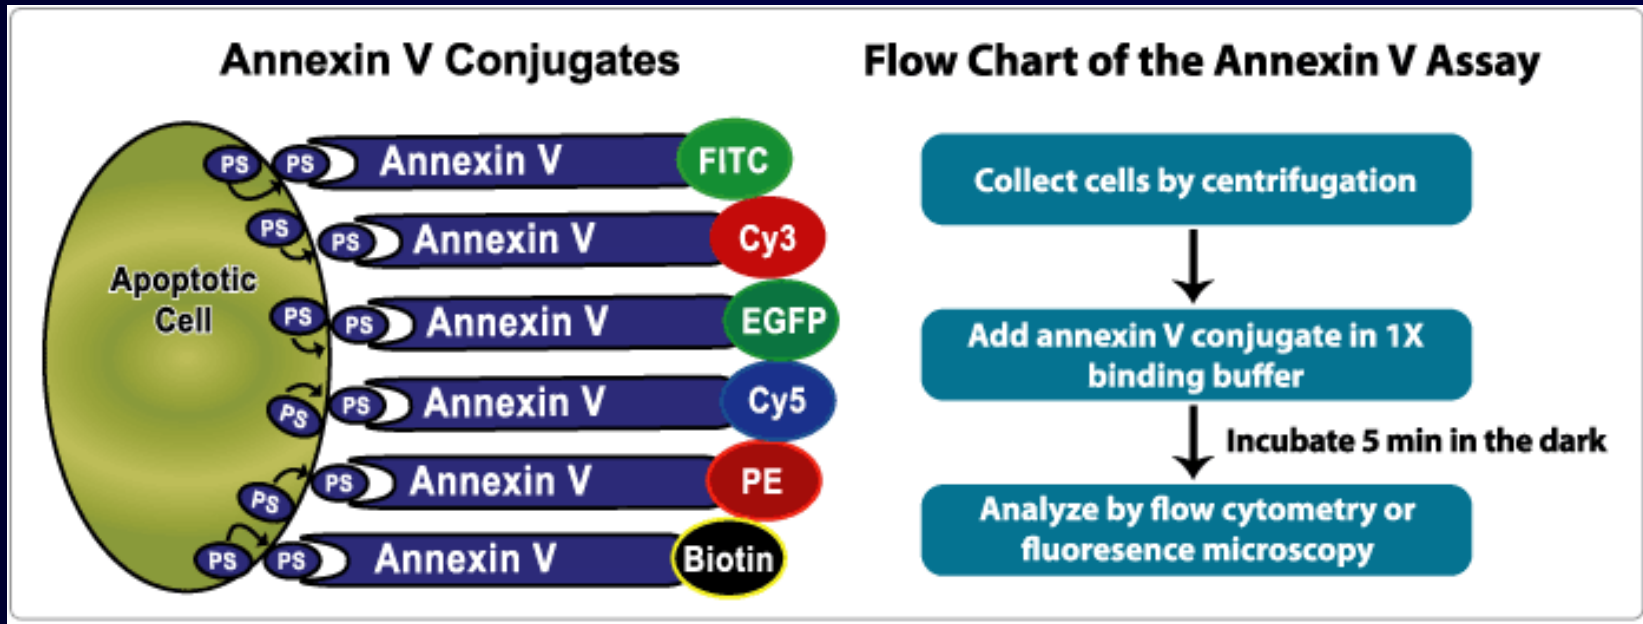 Annexin V Conjugates
PS PS Annexin V FITC
PS PS Annexin V Cy3
Apoptotic
Cell
PS PS Annexin V EGFP
PS PS Annexin V Cy5
PS PS Annexin V PE
PS PS Annexin V Biotin
Flow Chart of the Annexin V Assay
Collect cells by centrifugation
Add annexin V conjugate in 1X
binding buffer
Incubate 5 min in the dark
Analyze by flow cytometry or
fluoresence microscopy